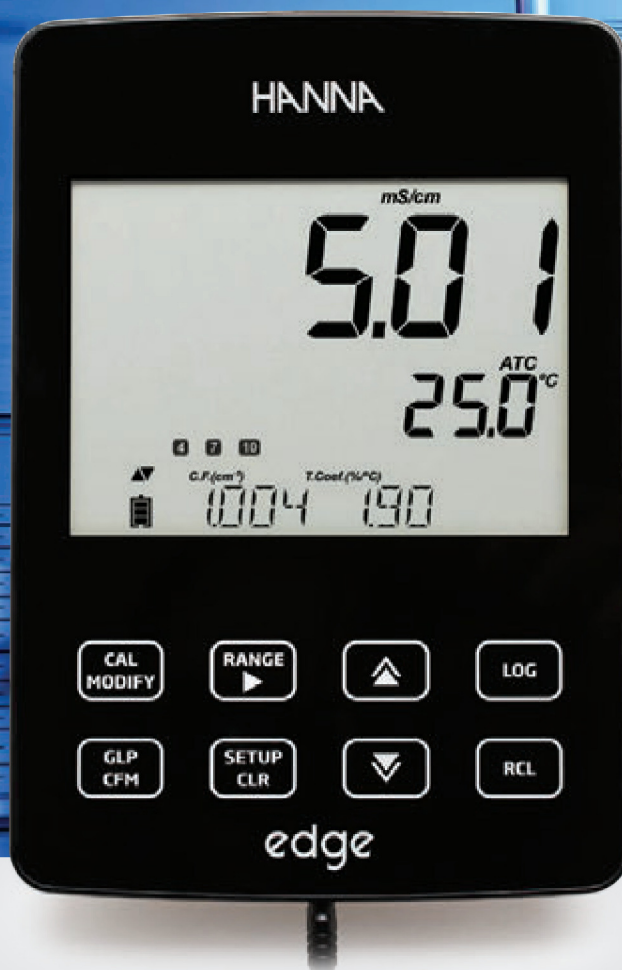 HANNA
mS/cm
5.01
ATC
25.0°C
4 7 10
C.F.(cm⁻¹) T.Coef.(%/°C)
1.004 1.90
CAL
MODIFY
RANGE
LOG
GLP
CFM
SETUP
CLR
RCL
edge